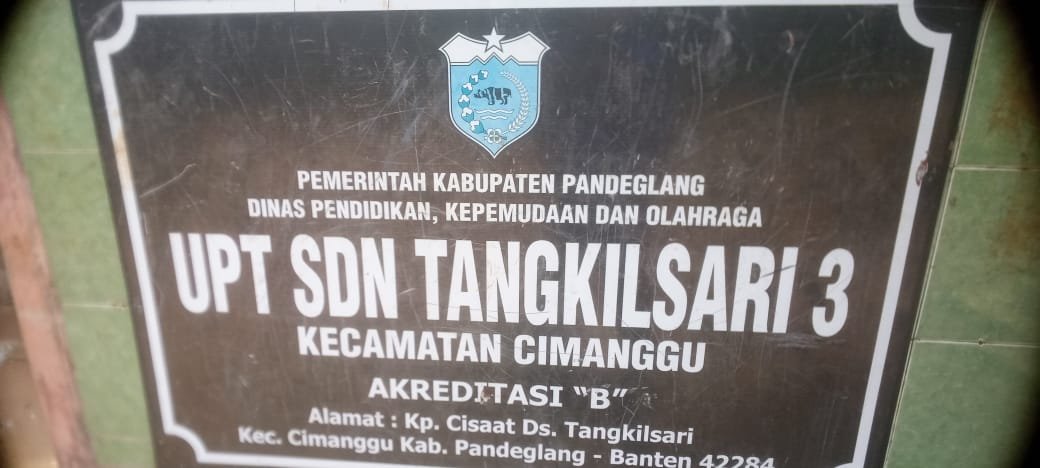 PEMERINTAH KABUPATEN PANDEGLANG
DINAS PENDIDIKAN, KEPEMUDAAN DAN OLAHRAGA
UPT SDN TANGKILSARI 3
KECAMATAN CIMANGGU
AKREDITASI "B"
Alamat : Kp. Cisaat Ds. Tangkilsari
Kec. Cimanggu Kab. Pandeglang - Banten 42284